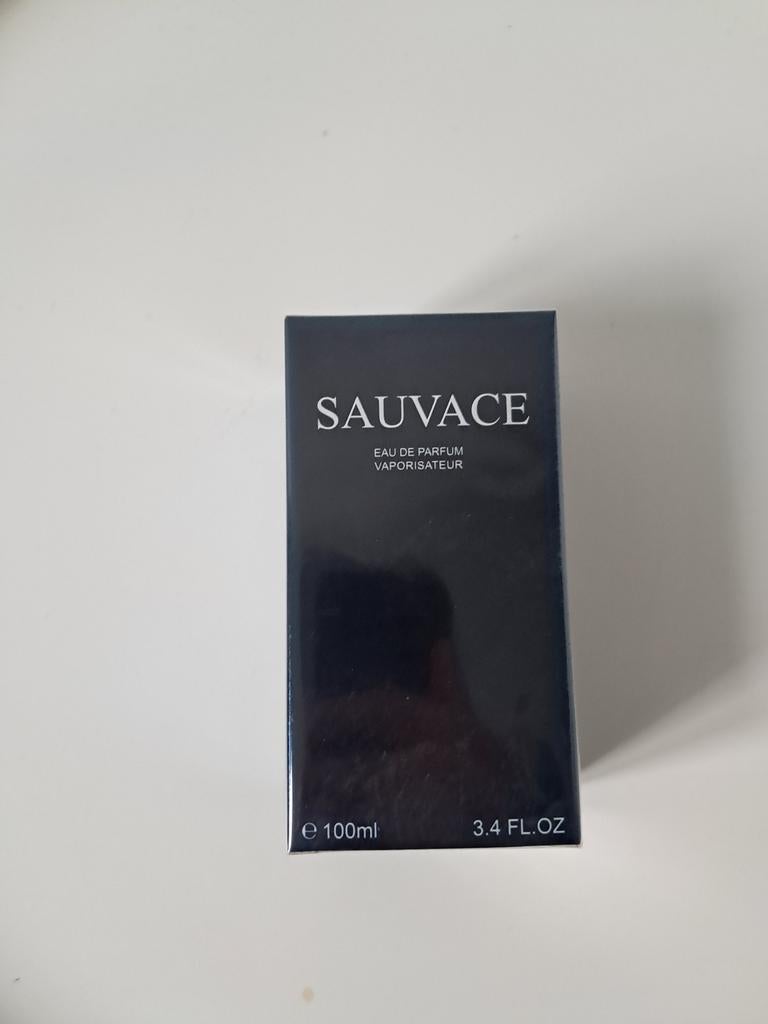 SAUVACE
EAU DE PARFUM
VAPORISATEUR
℮ 100ml
3.4 FL.OZ